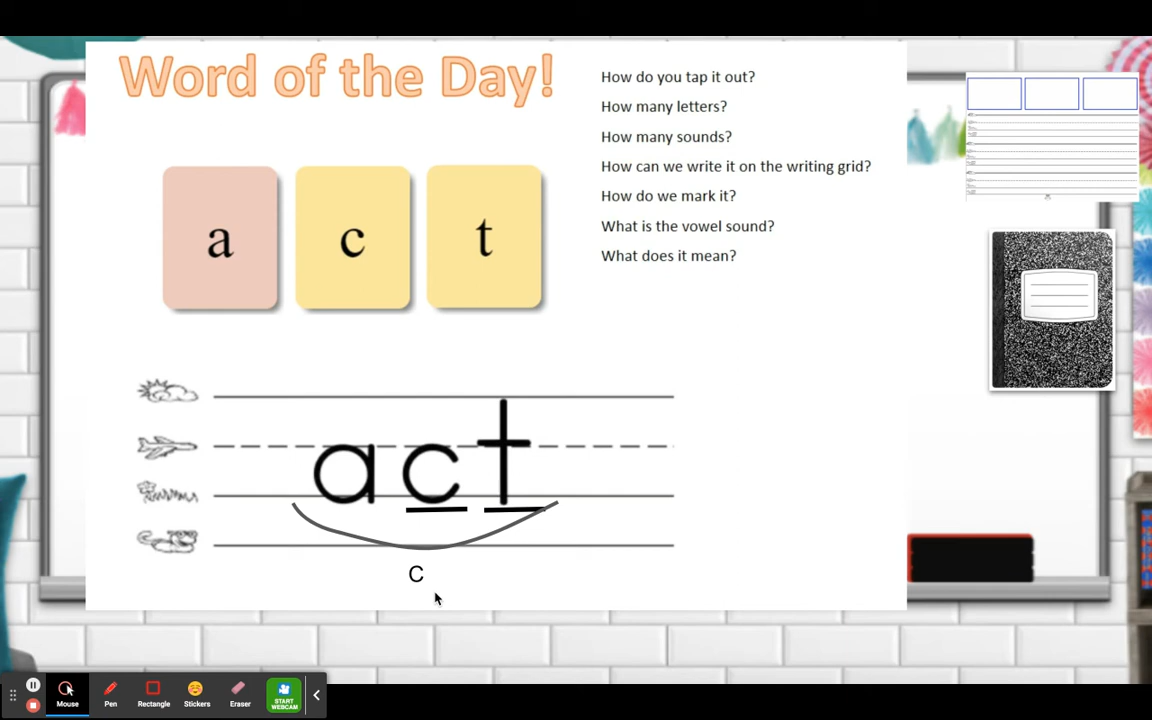 Word of the Day!
How do you tap it out?
How many letters?
How many sounds?
How can we write it on the writing grid?
How do we mark it?
What is the vowel sound?
What does it mean?
a c t
act
C
Mouse Pen Rectangle Stickers Eraser START WEBCAM